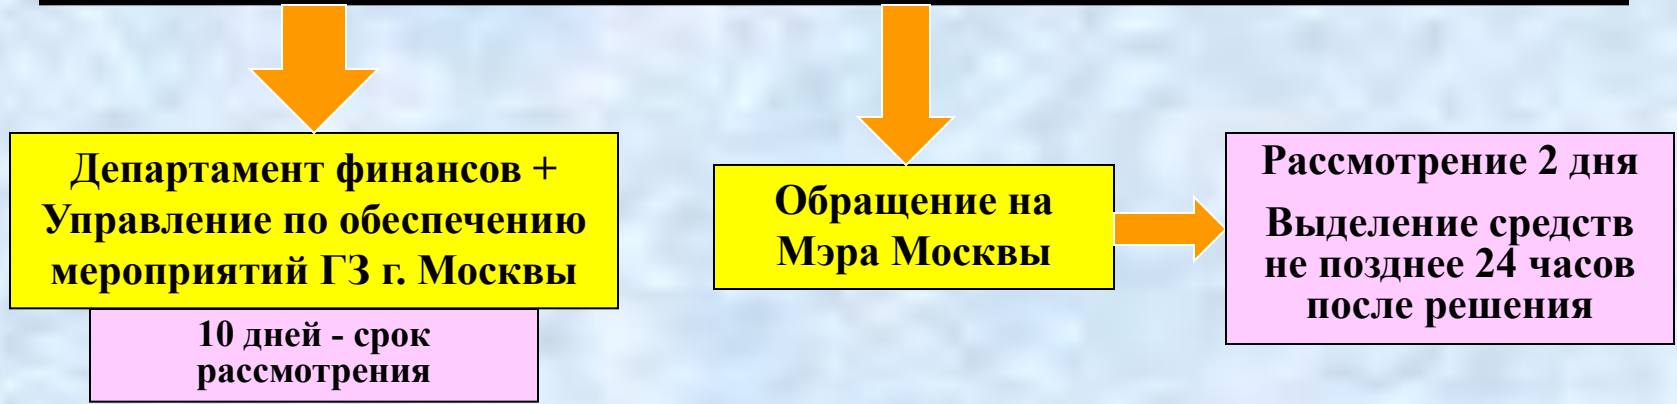 Департамент финансов +
Управление по обеспечению
мероприятий ГЗ г. Москвы
10 дней - срок
рассмотрения
Обращение на
Мэра Москвы
Рассмотрение 2 дня
Выделение средств
не позднее 24 часов
после решения